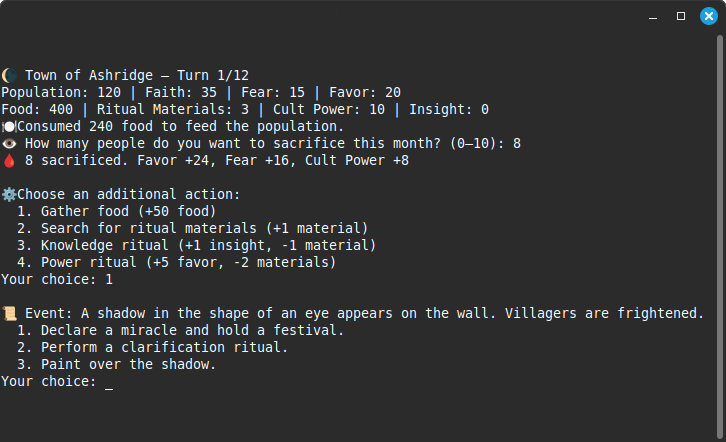 🌘 Town of Ashridge — Turn 1/12
Population: 120 | Faith: 35 | Fear: 15 | Favor: 20
Food: 400 | Ritual Materials: 3 | Cult Power: 10 | Insight: 0
🍽️Consumed 240 food to feed the population.
👁️ How many people do you want to sacrifice this month? (0–10): 8
🩸 8 sacrificed. Favor +24, Fear +16, Cult Power +8
⚙️Choose an additional action:
1. Gather food (+50 food)
2. Search for ritual materials (+1 material)
3. Knowledge ritual (+1 insight, -1 material)
4. Power ritual (+5 favor, -2 materials)
Your choice: 1
📜 Event: A shadow in the shape of an eye appears on the wall. Villagers are frightened.
1. Declare a miracle and hold a festival.
2. Perform a clarification ritual.
3. Paint over the shadow.
Your choice: _